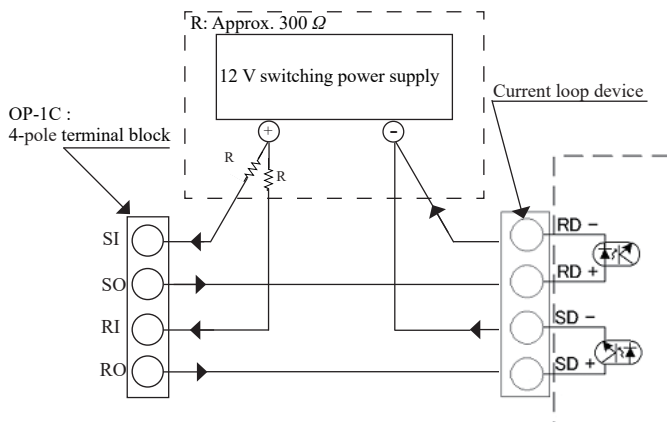 R: Approx. 300 Ω
12 V switching power supply
+
-
Current loop device
OP-1C :
4-pole terminal block
R
R
SI
SO
RI
RO
RD -
RD +
SD -
SD +